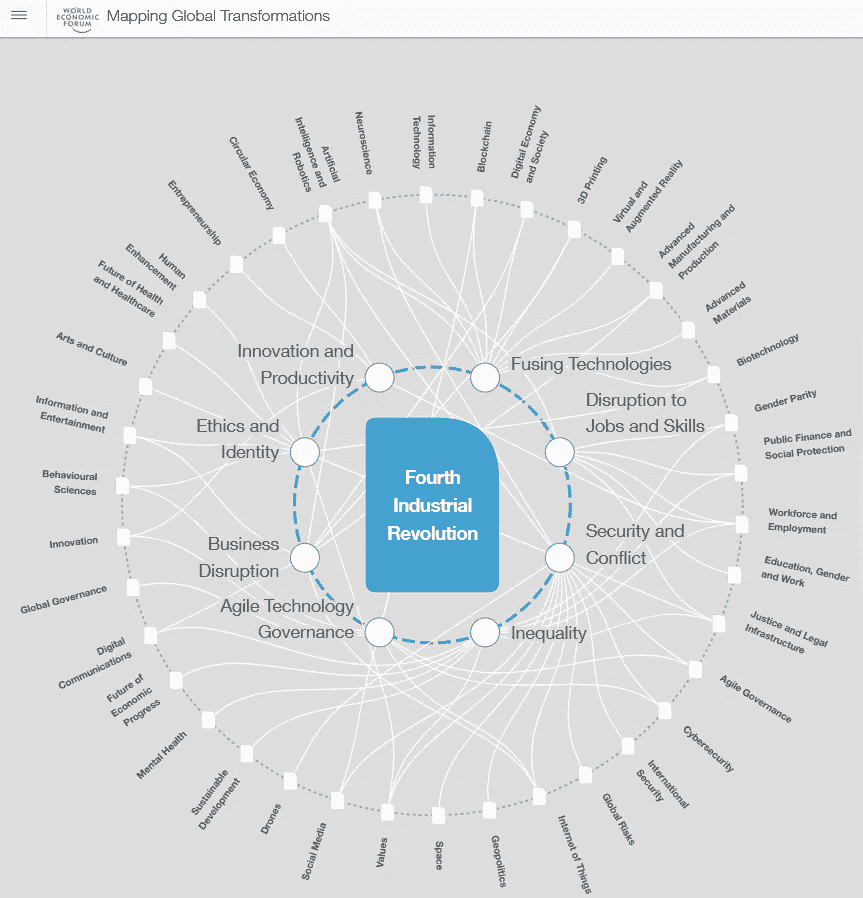 WORLD
ECONOMIC
FORUM
Mapping Global Transformations
Information
Technology
Blockchain
Digital Economy
and Society
3D Printing
Virtual and
Augmented Reality
Advanced
Manufacturing and
Production
Advanced
Materials
Biotechnology
Gender Parity
Public Finance and
Social Protection
Workforce and
Employment
Education, Gender
and Work
Justice and Legal
Infrastructure
Agile Governance
Cybersecurity
International
Security
Global Risks
Internet of Things
Geopolitics
Space
Values
Social Media
Drones
Sustainable
Development
Mental Health
Future of
Economic
Progress
Digital
Communications
Global Governance
Innovation
Behavioural
Sciences
Information and
Entertainment
Arts and Culture
Future of Health
and Healthcare
Human
Enhancement
Entrepreneurship
Circular Economy
Artificial
Intelligence and
Robotics
Neuroscience
Innovation and
Productivity
Fusing Technologies
Disruption to
Jobs and Skills
Ethics and
Identity
Fourth
Industrial
Revolution
Security and
Conflict
Business
Disruption
Agile Technology
Governance
Inequality